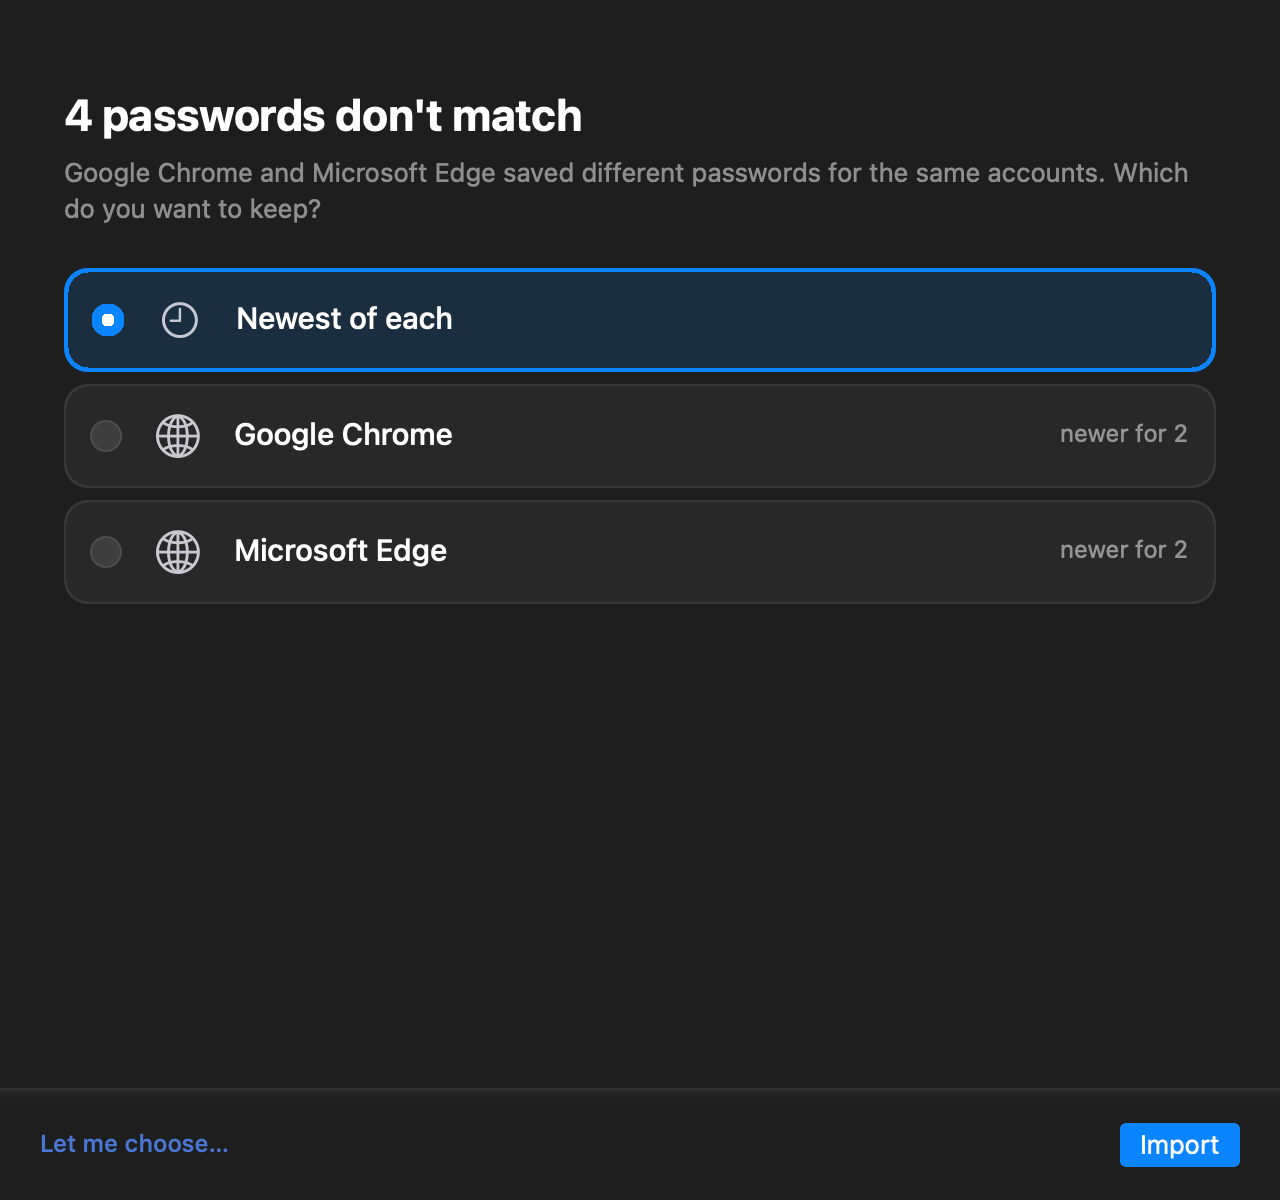 4 passwords don't match
Google Chrome and Microsoft Edge saved different passwords for the same accounts. Which
do you want to keep?
Newest of each
Google Chrome
newer for 2
Microsoft Edge
newer for 2
Let me choose...
Import